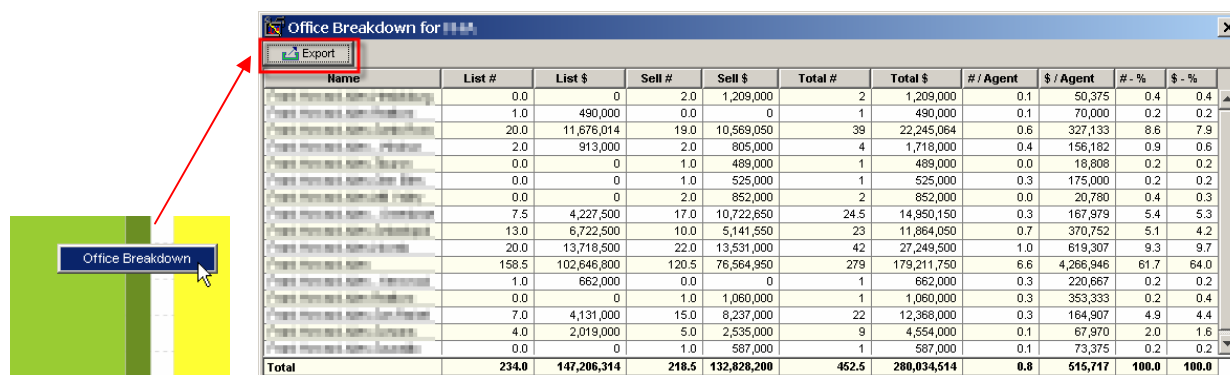 Office Breakdown for
Export
Name List # List $ Sell # Sell $ Total # Total $ # / Agent $ / Agent # - % $ - %
0.0 0 2.0 1,209,000 2 1,209,000 0.1 50,375 0.4 0.4
1.0 490,000 0.0 0 1 490,000 0.1 70,000 0.2 0.2
20.0 11,676,014 19.0 10,569,050 39 22,245,064 0.6 327,133 8.6 7.9
2.0 913,000 2.0 805,000 4 1,718,000 0.4 156,182 0.9 0.6
0.0 0 1.0 489,000 1 489,000 0.0 18,808 0.2 0.2
0.0 0 1.0 525,000 1 525,000 0.3 175,000 0.2 0.2
0.0 0 2.0 852,000 2 852,000 0.0 20,780 0.4 0.3
7.5 4,227,500 17.0 10,722,650 24.5 14,950,150 0.3 167,979 5.4 5.3
13.0 6,722,500 10.0 5,141,550 23 11,864,050 0.7 370,752 5.1 4.2
20.0 13,718,500 22.0 13,531,000 42 27,249,500 1.0 619,307 9.3 9.7
158.5 102,646,800 120.5 76,564,950 279 179,211,750 6.6 4,266,946 61.7 64.0
1.0 662,000 0.0 0 1 662,000 0.3 220,667 0.2 0.2
0.0 0 1.0 1,060,000 1 1,060,000 0.3 353,333 0.2 0.4
7.0 4,131,000 15.0 8,237,000 22 12,368,000 0.3 164,907 4.9 4.4
4.0 2,019,000 5.0 2,535,000 9 4,554,000 0.1 67,970 2.0 1.6
0.0 0 1.0 587,000 1 587,000 0.1 73,375 0.2 0.2
Total 234.0 147,206,314 218.5 132,828,200 452.5 280,034,514 0.8 515,717 100.0 100.0
Office Breakdown